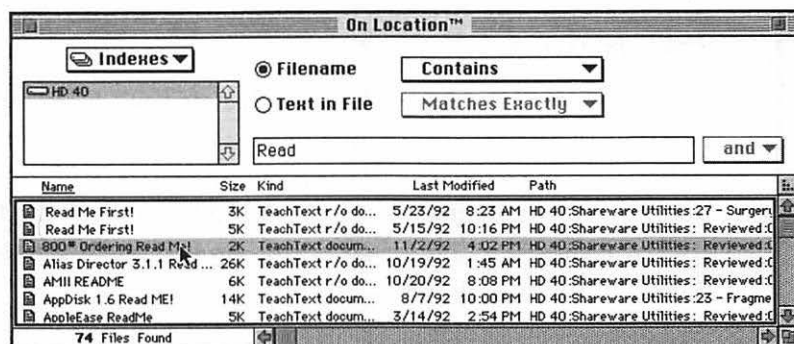 On Location™
Indexes
HD 40
Filename Contains
Text in File Matches Exactly
Read and
Name Size Kind Last Modified Path
Read Me First! 3K TeachText r/o do... 5/23/92 8:23 AM HD 40:Shareware Utilities:27 - Surgery
Read Me First! 5K TeachText r/o do... 5/15/92 10:16 PM HD 40:Shareware Utilities: Reviewed:
800# Ordering Read Me! 2K TeachText docum... 11/2/92 4:02 PM HD 40:Shareware Utilities: Reviewed:
Alias Director 3.1.1 Read ... 26K TeachText r/o do... 10/19/92 1:45 AM HD 40:Shareware Utilities: Reviewed:
AMII README 6K TeachText r/o do... 10/20/92 8:08 PM HD 40:Shareware Utilities: Reviewed:
AppDisk 1.6 Read ME! 14K TeachText docum... 8/7/92 10:00 PM HD 40:Shareware Utilities:23 - Fragme
AppleEase ReadMe 5K TeachText docum... 3/14/92 2:54 PM HD 40:Shareware Utilities: Reviewed:
74 Files Found